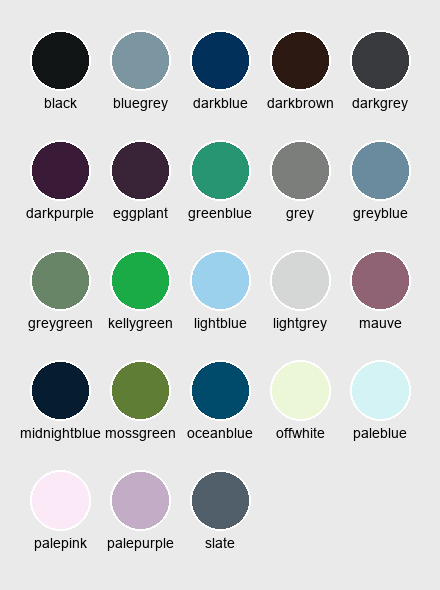 black bluegrey darkblue darkbrown darkgrey
darkpurple eggplant greenblue grey greyblue
greygreen kellygreen lightblue lightgrey mauve
midnightblue mossgreen oceanblue offwhite paleblue
palepink palepurple slate